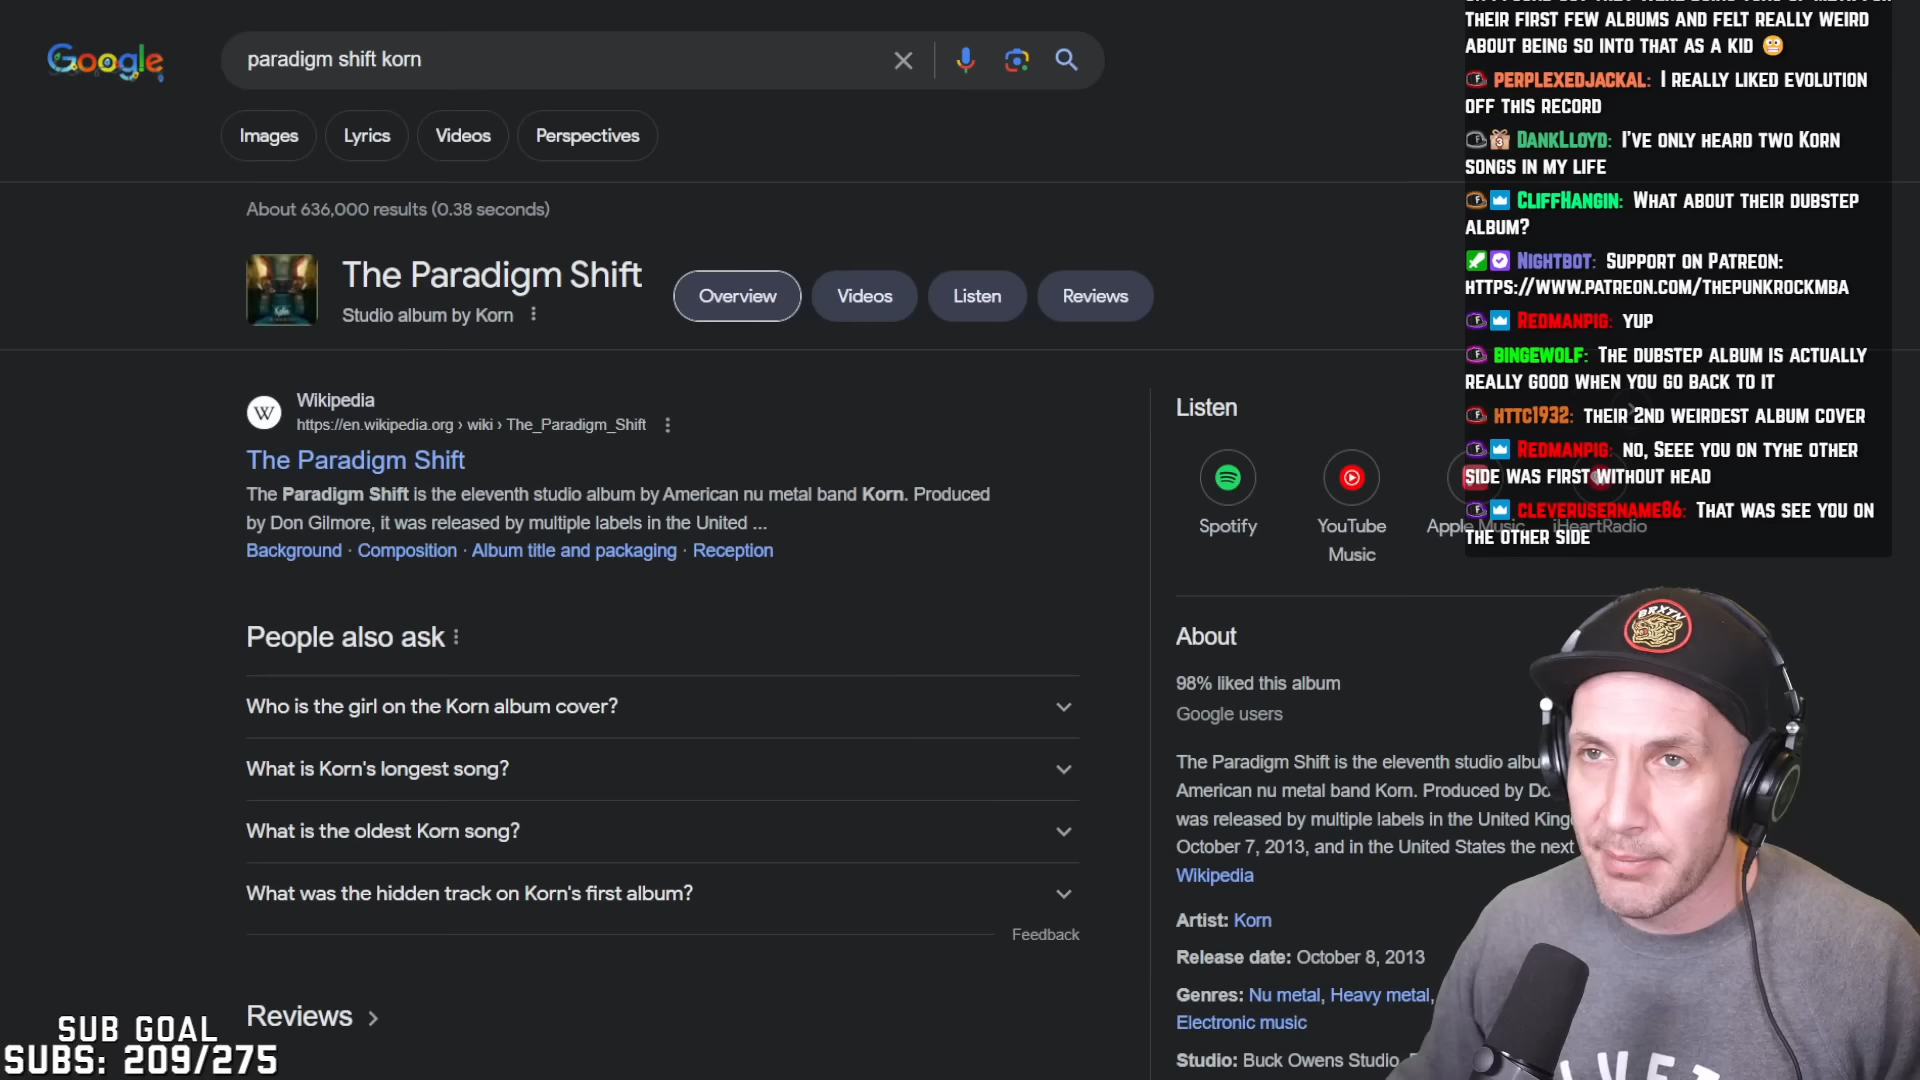 Google
paradigm shift korn
Images
Lyrics
Videos
Perspectives
About 636,000 results (0.38 seconds)
The Paradigm Shift
Studio album by Korn
Overview
Videos
Listen
Reviews
Wikipedia
https://en.wikipedia.org › wiki › The_Paradigm_Shift
The Paradigm Shift
The Paradigm Shift is the eleventh studio album by American nu metal band Korn. Produced
by Don Gilmore, it was released by multiple labels in the United ...
Background · Composition · Album title and packaging · Reception
People also ask
Who is the girl on the Korn album cover?
What is Korn's longest song?
What is the oldest Korn song?
What was the hidden track on Korn's first album?
Feedback
Reviews
SUB GOAL
SUBS: 209/275
Listen
Spotify
YouTube
Music
Apple Music
iHeartRadio
About
98% liked this album
Google users
The Paradigm Shift is the eleventh studio
American nu metal band Korn. Produced by
was released by multiple labels in the United
October 7, 2013, and in the United States the next
Wikipedia
Artist: Korn
Release date: October 8, 2013
Genres: Nu metal, Heavy metal,
Electronic music
Studio: Buck Owens Studio,
THEIR FIRST FEW ALBUMS AND FELT REALLY WEIRD
ABOUT BEING SO INTO THAT AS A KID
PERPLEXEDJACKAL: I REALLY LIKED EVOLUTION
OFF THIS RECORD
DANKLLOYD: I'VE ONLY HEARD TWO KORN
SONGS IN MY LIFE
CLIFFHANGIN: WHAT ABOUT THEIR DUBSTEP
ALBUM?
NIGHTBOT: SUPPORT ON PATREON:
HTTPS://WWW.PATREON.COM/THEPUNKROCKMBA
REDMANPIG: YUP
BINGEWOLF: THE DUBSTEP ALBUM IS ACTUALLY
REALLY GOOD WHEN YOU GO BACK TO IT
HTTC1932: THEIR 2ND WEIRDEST ALBUM COVER
REDMANPIG: NO, SEEE YOU ON TYHE OTHER
SIDE WAS FIRST WITHOUT HEAD
CLEVERUSERNAME86: THAT WAS SEE YOU ON
THE OTHER SIDE
BRXTN